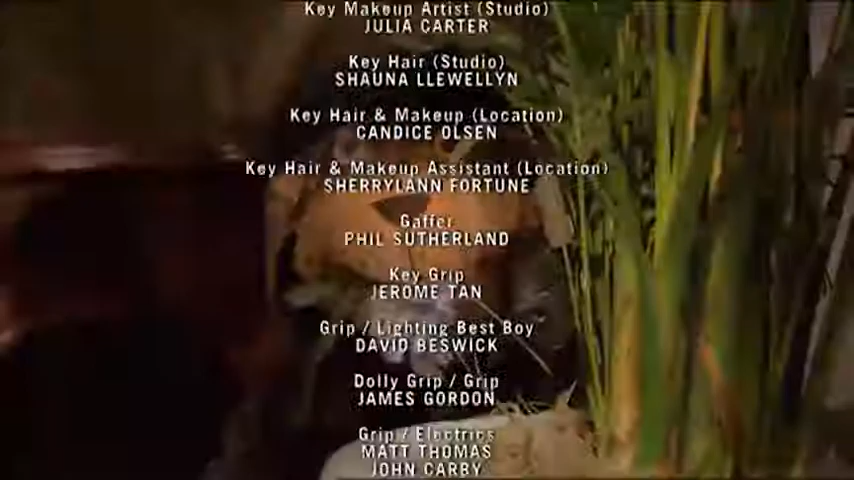 Key Makeup Artist (Studio)
JULIA CARTER
Key Hair (Studio)
SHAUNA LLEWELLYN
Key Hair & Makeup (Location)
CANDICE OLSEN
Key Hair & Makeup Assistant (Location)
SHERRYLANN FORTUNE
Gaffer
PHIL SUTHERLAND
Key Grip
JEROME TAN
Grip / Lighting Best Boy
DAVID BESWICK
Dolly Grip / Grip
JAMES GORDON
Grip / Electrics
MATT THOMAS
JOHN CARBY